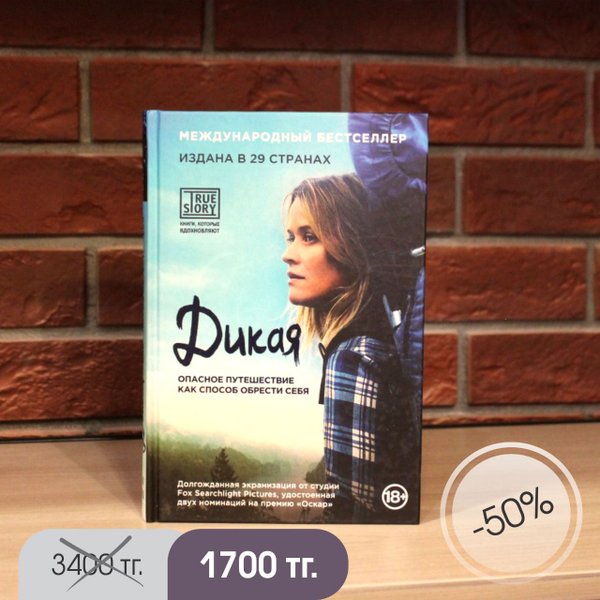 МЕЖДУНАРОДНЫЙ БЕСТСЕЛЛЕР
ИЗДАНА В 29 СТРАНАХ
TRUE
STORY
КНИГИ, КОТОРЫЕ
ВДОХНОВЛЯЮТ
Дикая
ОПАСНОЕ ПУТЕШЕСТВИЕ
КАК СПОСОБ ОБРЕСТИ СЕБЯ
Долгожданная экранизация от студии
Fox Searchlight Pictures, удостоенная
двух номинаций на премию «Оскар»
18+
-50%
3400 тг.
1700 тг.